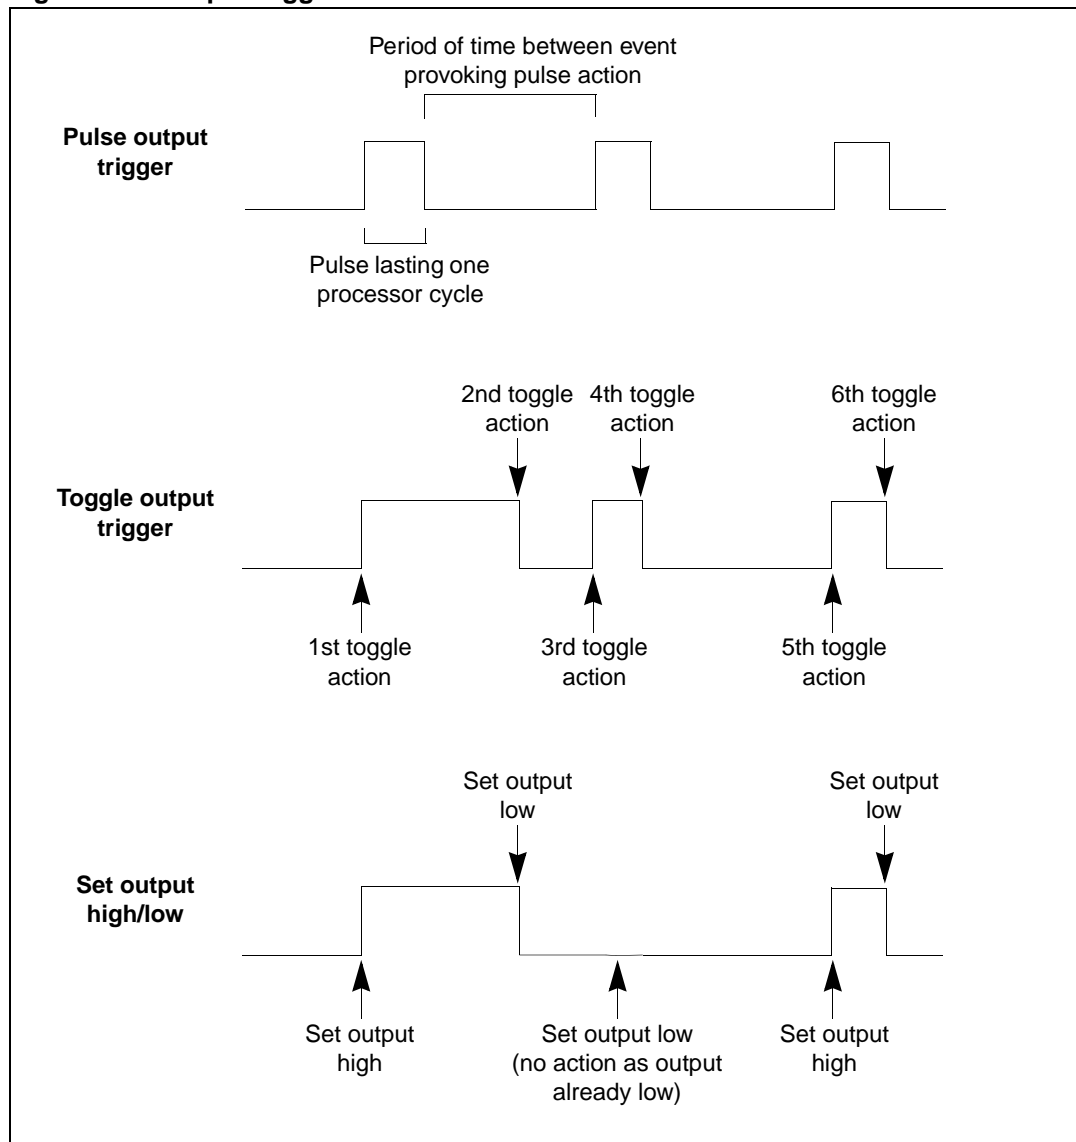 Period of time between event
provoking pulse action
Pulse output
trigger
Pulse lasting one
processor cycle
2nd toggle
action
4th toggle
action
6th toggle
action
Toggle output
trigger
1st toggle
action
3rd toggle
action
5th toggle
action
Set output
low
Set output
low
Set output
high/low
Set output
high
Set output low
(no action as output
already low)
Set output
high